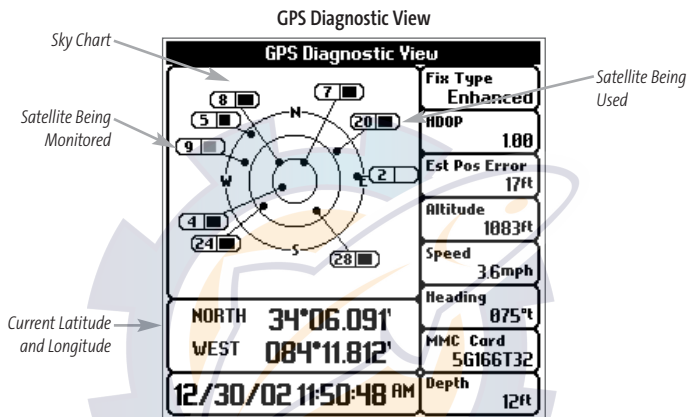 GPS Diagnostic View
Sky Chart
GPS Diagnostic View
Fix Type
Enhanced
Satellite Being
Used
7
8
N
5
20
HDOP
1.00
Satellite Being
Monitored
9
Est Pos Error
17ft
W
E
2
Altitude
1083ft
4
24
S
28
Speed
3.6mph
Heading
075°t
Current Latitude
and Longitude
NORTH 34°06.091'
WEST 084°11.812'
MMC Card
5G166T32
12/30/02 11:50:48 AM
Depth
12ft